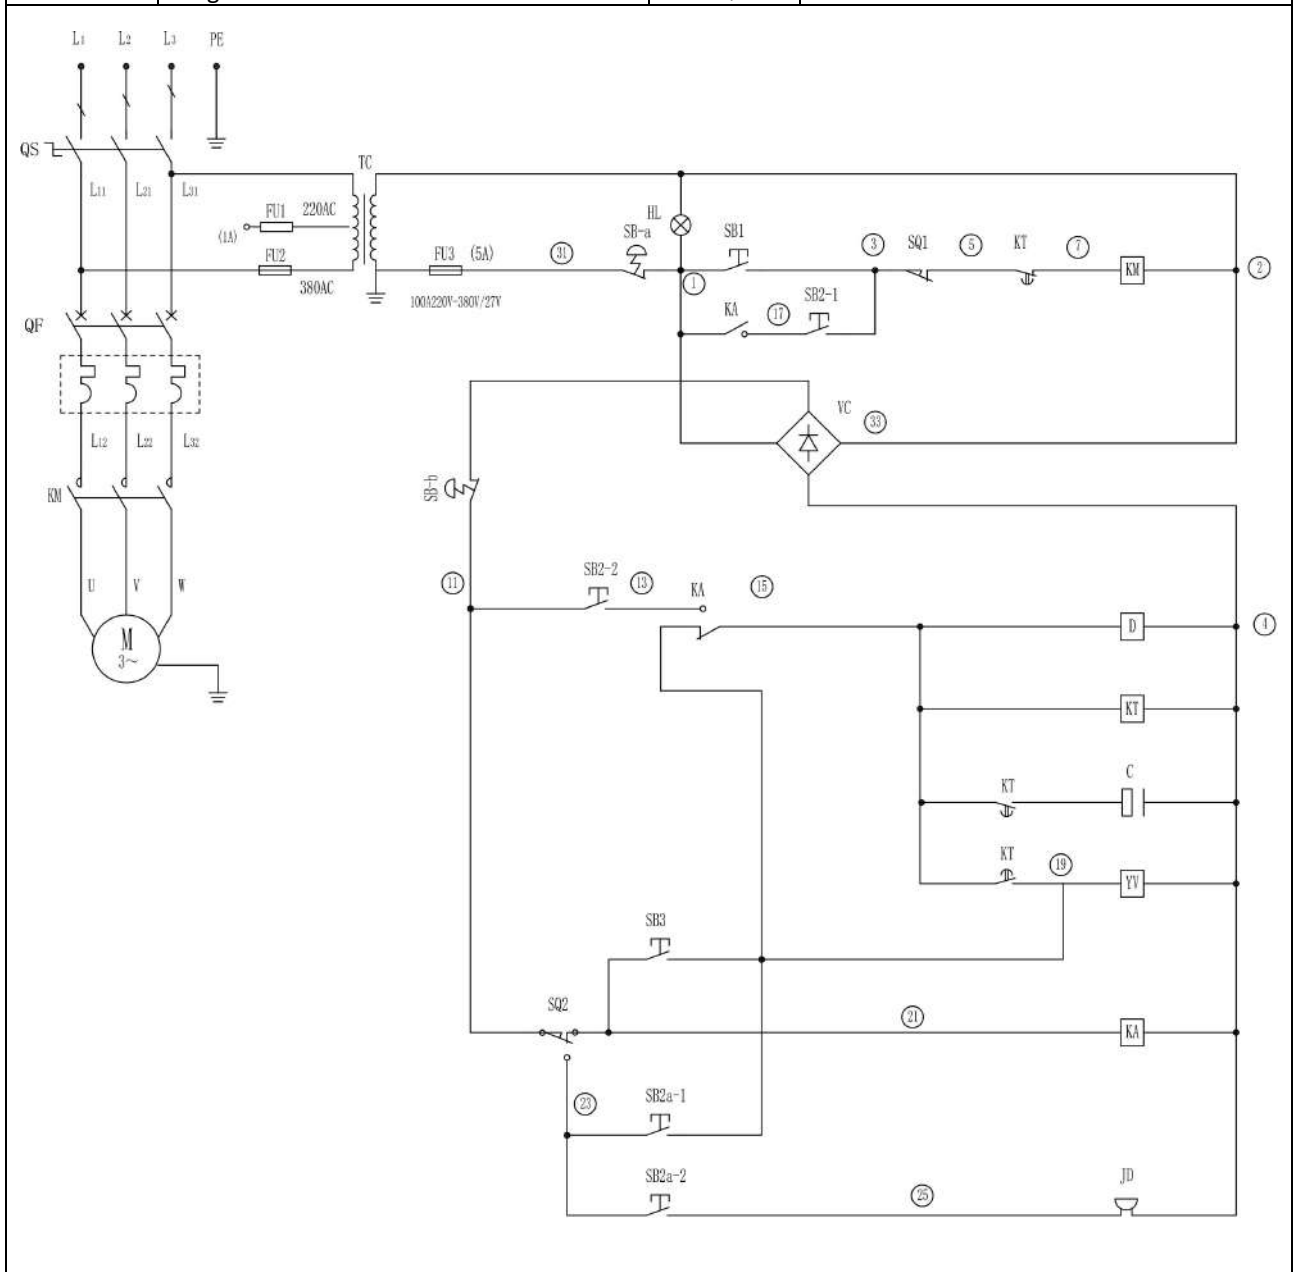 L1 L2 L3 PE
QS
TC
L11 L21 L31
FU1 220AC
(1A)
HL
SB-a SB1
FU2
FU3 (5A) 31
3 SQ1 5 KT 7
KM
2
380AC
100A220V-380V/27V
1
KA 17 SB2-1
QF
VC 33
L12 L22 L32
KM
SB-b
U V W
11 SB2-2 13 KA 15
M
3~
D 4
KT
KT C
KT 19 YV
SB3
SQ2
21 KA
23 SB2a-1
SB2a-2 25 JD